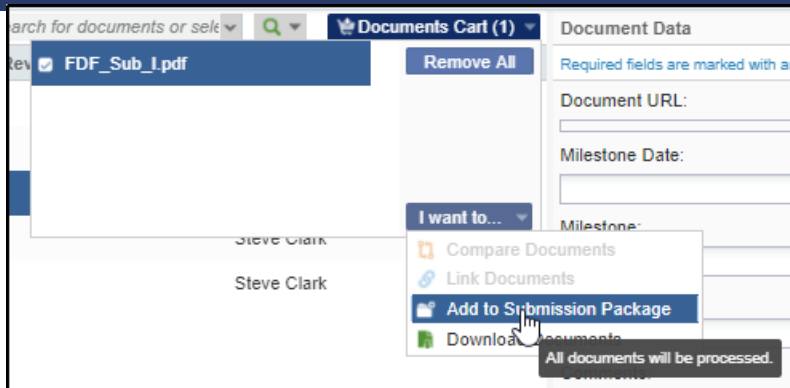 earch for documents or sele
Documents Cart (1)
Document Data
Rev
FDF_Sub_I.pdf
Remove All
Required fields are marked with a
Document URL:
Milestone Date:
I want to...
Milestone:
Steve Clark
Compare Documents
Link Documents
Steve Clark
Add to Submission Package
Download Documents
All documents will be processed.
Comments: